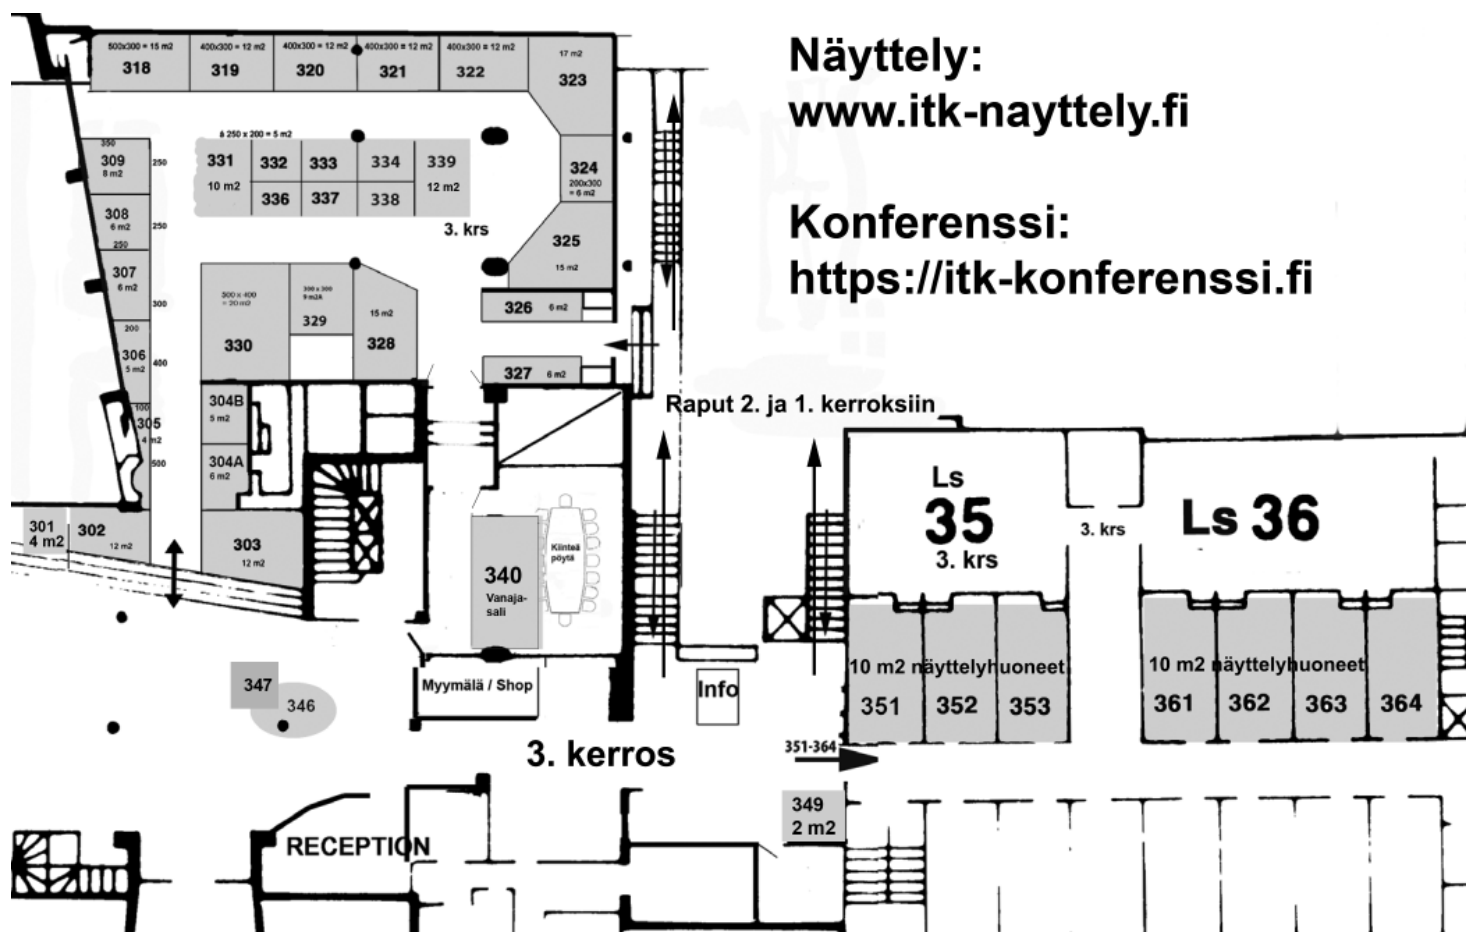 500x300 = 15 m2
318
400x300 = 12 m2
319
400x300 = 12 m2
320
400x300 = 12 m2
321
400x300 = 12 m2
322
17 m2
323
Näyttely:
www.itk-nayttely.fi
Konferenssi:
https://itk-konferenssi.fi
350
309
8 m2
250
308
6 m2
250
250
307
6 m2
300
200
306
5 m2
400
100
305
4 m2
500
á 250 x 200 = 5 m2
331
10 m2
332
333
334
339
12 m2
336
337
338
3. krs
324
200x300
= 6 m2
325
15 m2
326
6 m2
327
6 m2
500 x 400
= 20 m2
330
300 x 300
329
15 m2
328
304B
5 m2
304A
6 m2
301
4 m2
302
12 m2
303
12 m2
Raput 2. ja 1. kerroksiin
340
Vanaja-
sali
Kiinteä
pöytä
Ls
35
3. krs
3. krs
Ls 36
10 m2 näyttelyhuoneet
351
352
353
10 m2 näyttelyhuoneet
361
362
363
364
347
346
Myymälä / Shop
Info
3. kerros
351-364
349
2 m2
RECEPTION